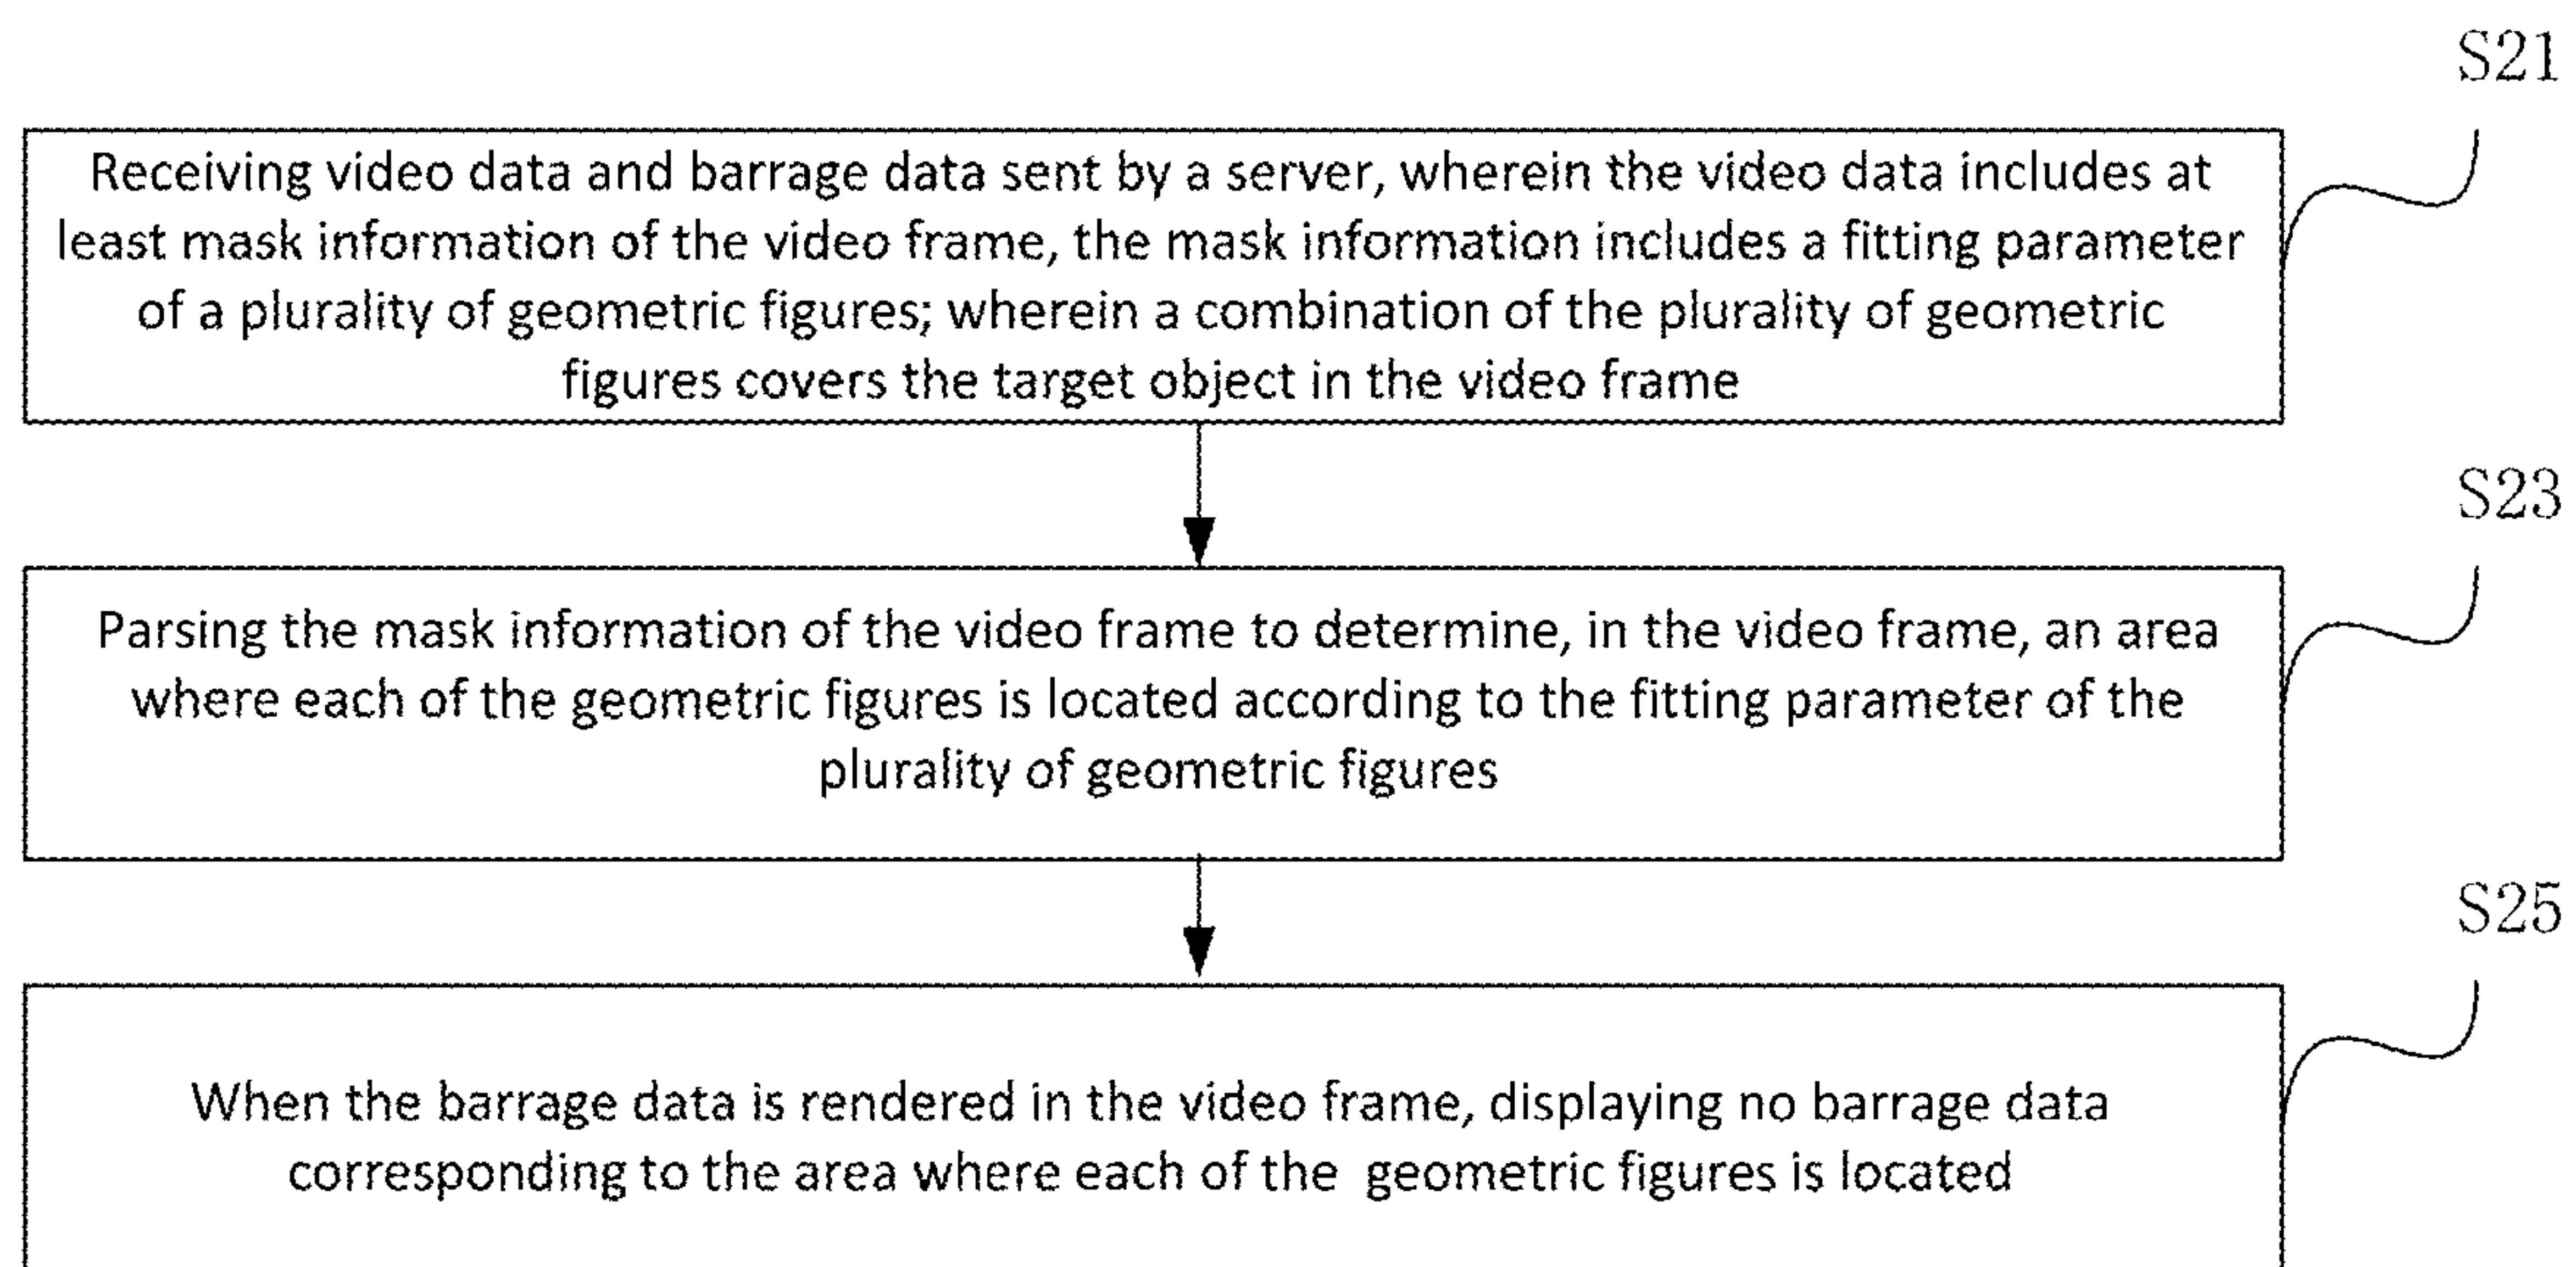 S21
Receiving video data and barrage data sent by a server, wherein the video data includes at
least mask information of the video frame, the mask information includes a fitting parameter
of a plurality of geometric figures; wherein a combination of the plurality of geometric
figures covers the target object in the video frame
S23
Parsing the mask information of the video frame to determine, in the video frame, an area
where each of the geometric figures is located according to the fitting parameter of the
plurality of geometric figures
S25
When the barrage data is rendered in the video frame, displaying no barrage data
corresponding to the area where each of the geometric figures is located